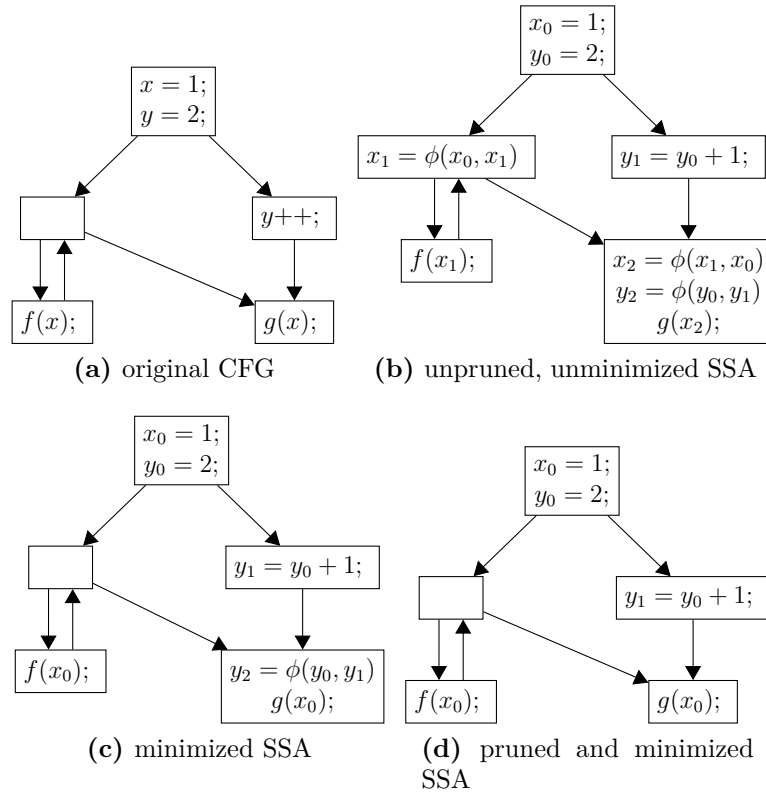 x = 1;
y = 2;
y++;
f(x);
g(x);
(a) original CFG
x₀ = 1;
y₀ = 2;
x₁ = ϕ(x₀, x₁)
y₁ = y₀ + 1;
f(x₁);
x₂ = ϕ(x₁, x₀)
y₂ = ϕ(y₀, y₁)
g(x₂);
(b) unpruned, unminimized SSA
x₀ = 1;
y₀ = 2;
y₁ = y₀ + 1;
f(x₀);
y₂ = ϕ(y₀, y₁)
g(x₀);
(c) minimized SSA
x₀ = 1;
y₀ = 2;
y₁ = y₀ + 1;
f(x₀);
g(x₀);
(d) pruned and minimized
SSA